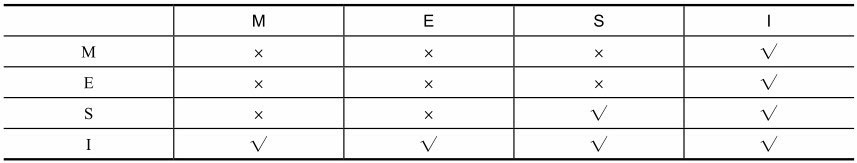 M E S I
M × × × √
E × × × √
S × × √ √
I √ √ √ √